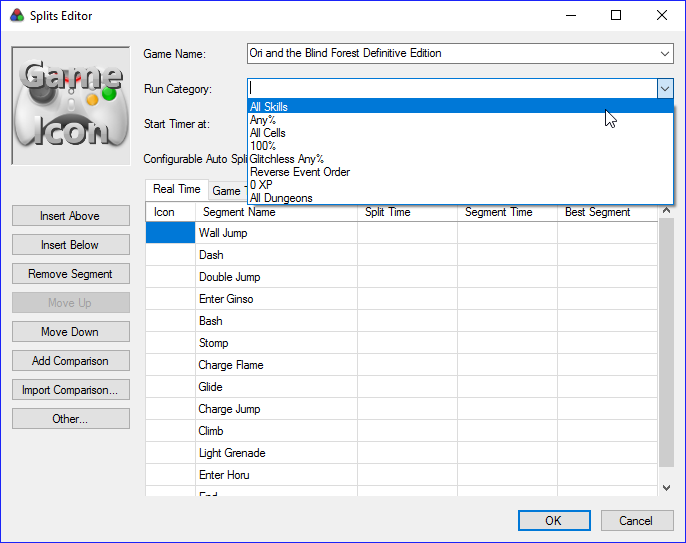 Splits Editor
Game Icon
Game Name:
Ori and the Blind Forest Definitive Edition
Run Category:
All Skills
Any%
All Cells
100%
Glitchless Any%
Reverse Event Order
0 XP
All Dungeons
Start Timer at:
Configurable Auto Spli
Real Time
Game T
Icon Segment Name Split Time Segment Time Best Segment
Wall Jump
Dash
Double Jump
Enter Ginso
Bash
Stomp
Charge Flame
Glide
Charge Jump
Climb
Light Grenade
Enter Horu
End
Insert Above
Insert Below
Remove Segment
Move Up
Move Down
Add Comparison
Import Comparison...
Other...
OK
Cancel